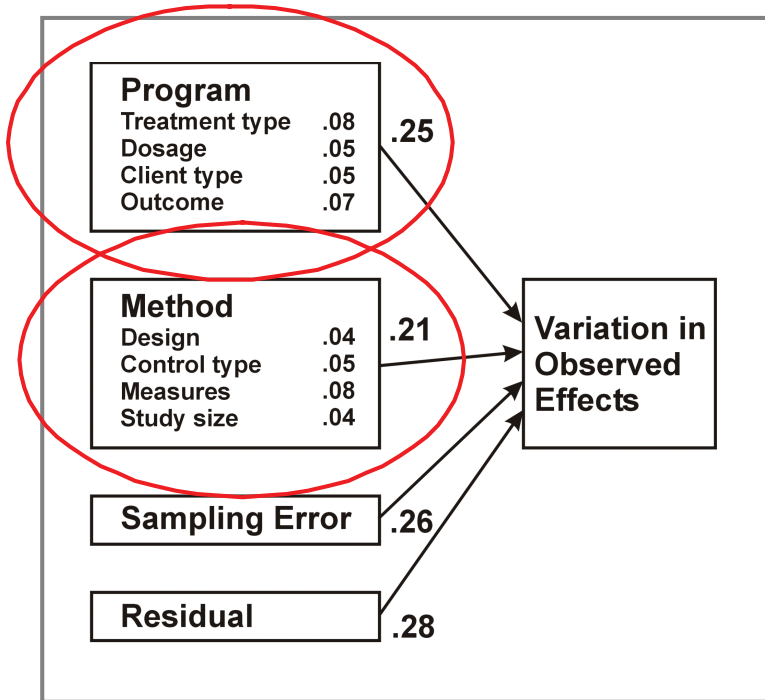 Program
Treatment type .08
Dosage .05
Client type .05
Outcome .07
.25
Method
Design .04
Control type .05
Measures .08
Study size .04
.21
Variation in
Observed
Effects
Sampling Error
.26
Residual
.28